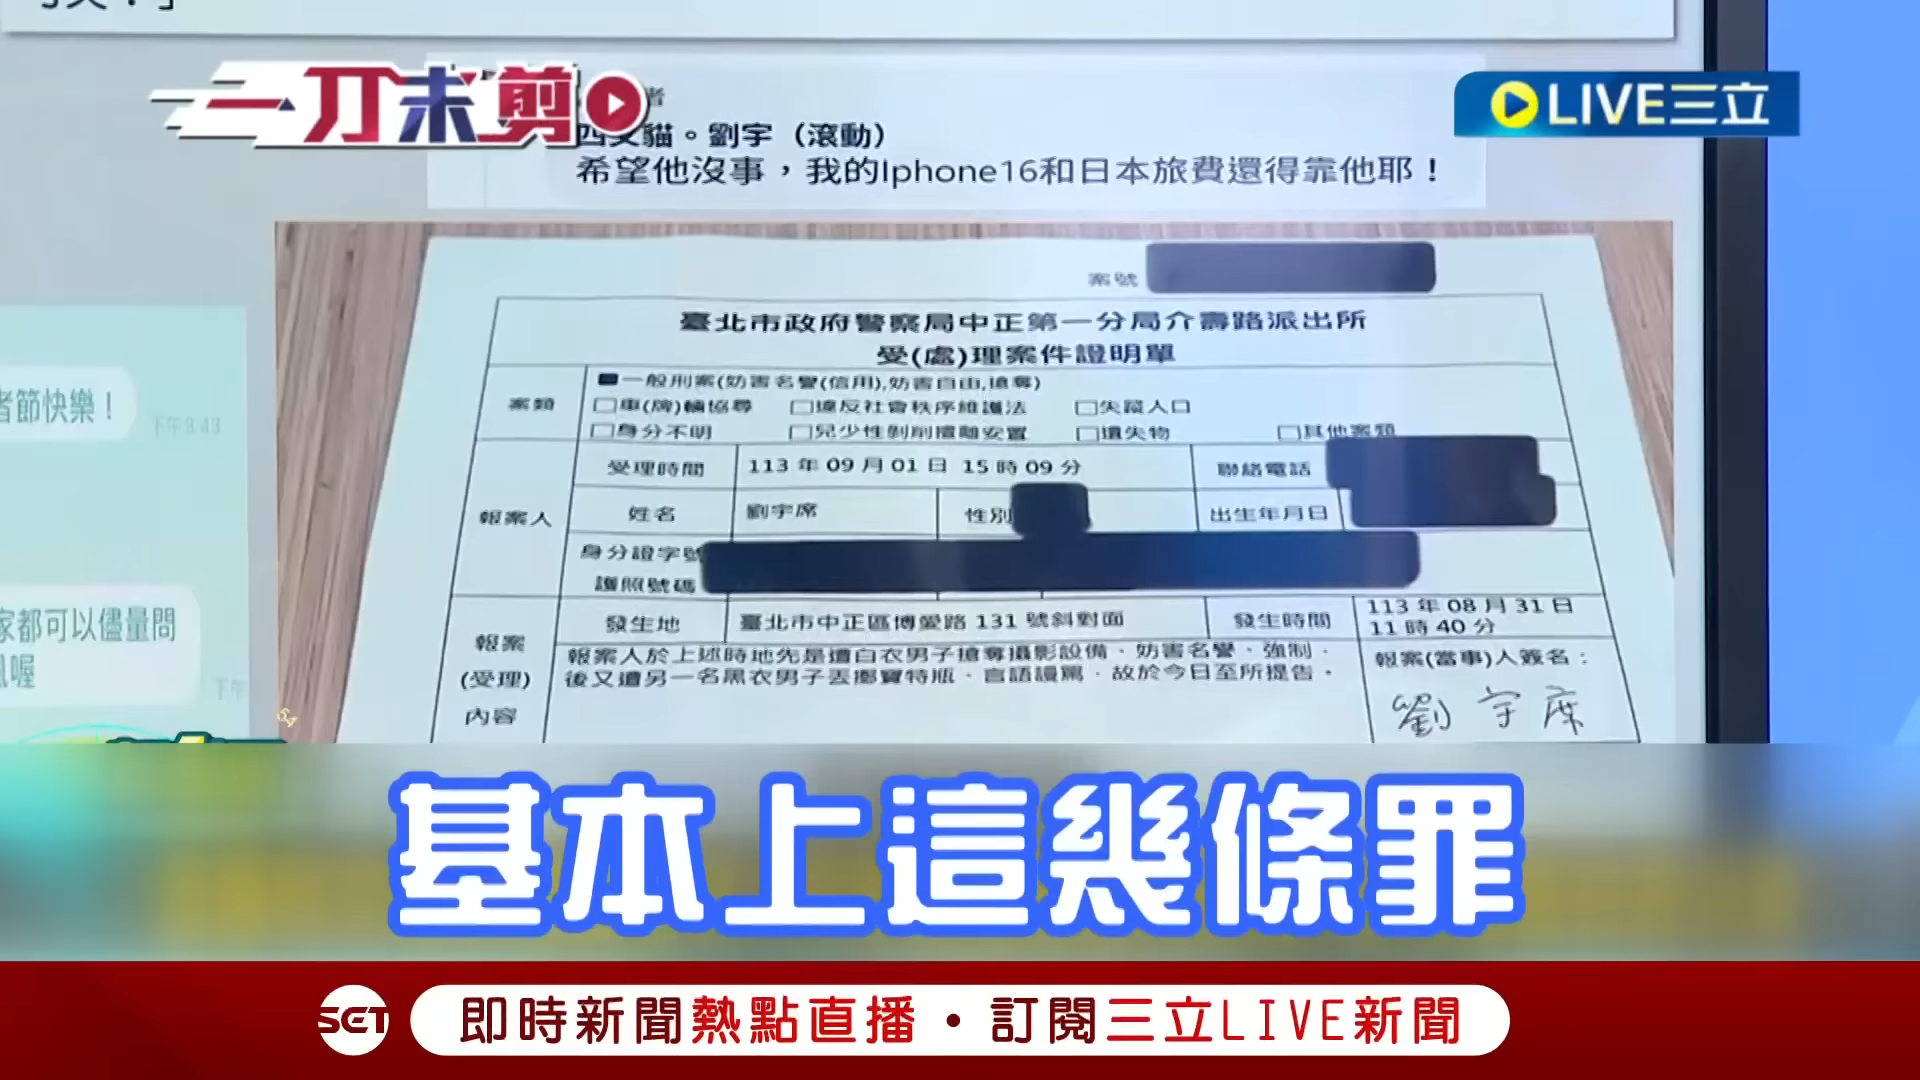 一刀未剪
LIVE三立
四叉貓。劉宇（滾動）
希望他沒事，我的Iphone16和日本旅費還得靠他耶！
案號
臺北市政府警察局中正第一分局介壽路派出所
受(處)理案件證明單
案類
■一般刑案(妨害名譽(信用),妨害自由,搶奪)
□車(牌)輛協尋 □違反社會秩序維護法 □失蹤人口
□身分不明 □兒少性剝削擅離安置 □遺失物 □其他案類
報案人
受理時間 113 年 09 月 01 日 15 時 09 分 聯絡電話
姓名 劉宇席 性別 出生年月日
身分證字號
護照號碼
報案
(受理)
內容
發生地 臺北市中正區博愛路 131 號斜對面 發生時間 113 年 08 月 31 日
11 時 40 分
報案人於上述時地先是遭白衣男子搶奪攝影設備、妨害名譽、強制，
後又遭另一名黑衣男子丟擲寶特瓶、言語謾罵，故於今日至所提告。
報案(當事)人簽名：
劉宇席
者節快樂！
下午3:43
家都可以儘量問
喔
下午
基本上這幾條罪
SET
即時新聞熱點直播・訂閱三立LIVE新聞